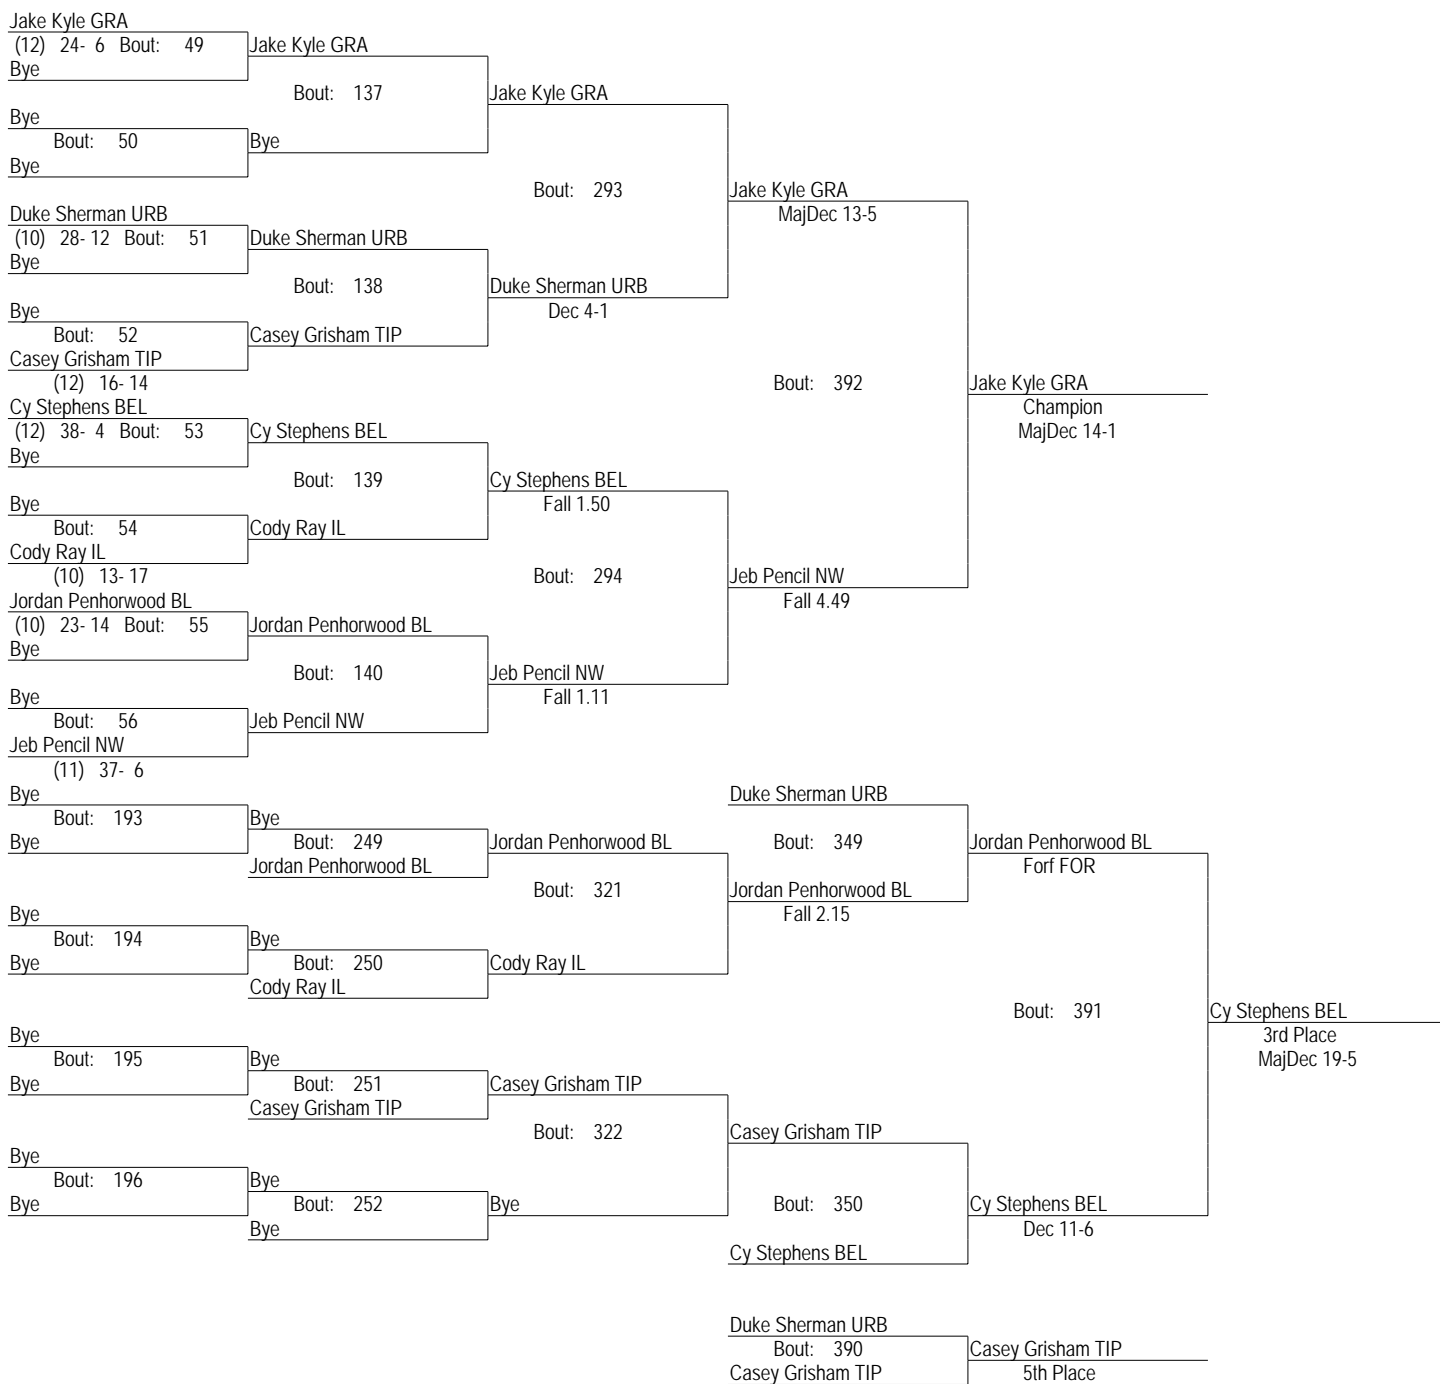 Jake Kyle GRA
(12) 24- 6 Bout: 49 Jake Kyle GRA
Bye
Bout: 137 Jake Kyle GRA
Bye
Bout: 50 Bye
Bye
Bout: 293 Jake Kyle GRA
Duke Sherman URB MajDec 13-5
(10) 28- 12 Bout: 51 Duke Sherman URB
Bye
Bout: 138 Duke Sherman URB
Bye Dec 4-1
Bout: 52 Casey Grisham TIP
Casey Grisham TIP
(12) 16- 14 Bout: 392 Jake Kyle GRA
Cy Stephens BEL Champion
(12) 38- 4 Bout: 53 Cy Stephens BEL MajDec 14-1
Bye
Bout: 139 Cy Stephens BEL
Bye Fall 1.50
Bout: 54 Cody Ray IL
Cody Ray IL
(10) 13- 17 Bout: 294 Jeb Pencil NW
Jordan Penhorwood BL Fall 4.49
(10) 23- 14 Bout: 55 Jordan Penhorwood BL
Bye
Bout: 140 Jeb Pencil NW
Bye Fall 1.11
Bout: 56 Jeb Pencil NW
Jeb Pencil NW
(11) 37- 6
Bye Duke Sherman URB
Bout: 193 Bye
Bye Bout: 249 Jordan Penhorwood BL Bout: 349 Jordan Penhorwood BL
Jordan Penhorwood BL Forf FOR
Bout: 321 Jordan Penhorwood BL
Bye Fall 2.15
Bout: 194 Bye
Bye Bout: 250 Cody Ray IL
Cody Ray IL
Bout: 391 Cy Stephens BEL
Bye 3rd Place
Bout: 195 Bye MajDec 19-5
Bye Bout: 251 Casey Grisham TIP
Casey Grisham TIP
Bout: 322 Casey Grisham TIP
Bye
Bout: 196 Bye
Bye Bout: 252 Bye Bout: 350 Cy Stephens BEL
Bye Dec 11-6
Cy Stephens BEL
Duke Sherman URB
Bout: 390 Casey Grisham TIP
Casey Grisham TIP 5th Place